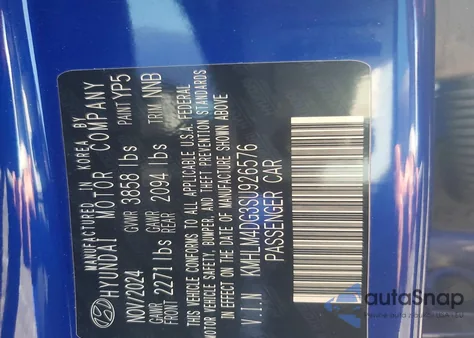 MANUFACTURED IN KOREA BY
HYUNDAI MOTOR COMPANY
NOV/2024 GVWR 3858 lbs PAINT YP5
GAWR FRONT 2271 lbs GAWR REAR 2094 lbs TRIM NNB
THIS VEHICLE CONFORMS TO ALL APPLICABLE U.S.A. FEDERAL
MOTOR VEHICLE SAFETY, BUMPER, AND THEFT PREVENTION STANDARDS
IN EFFECT ON THE DATE OF MANUFACTURE SHOWN ABOVE
V.I.N KMHLM4DG3SU926576
PASSENGER CAR
autoSnap